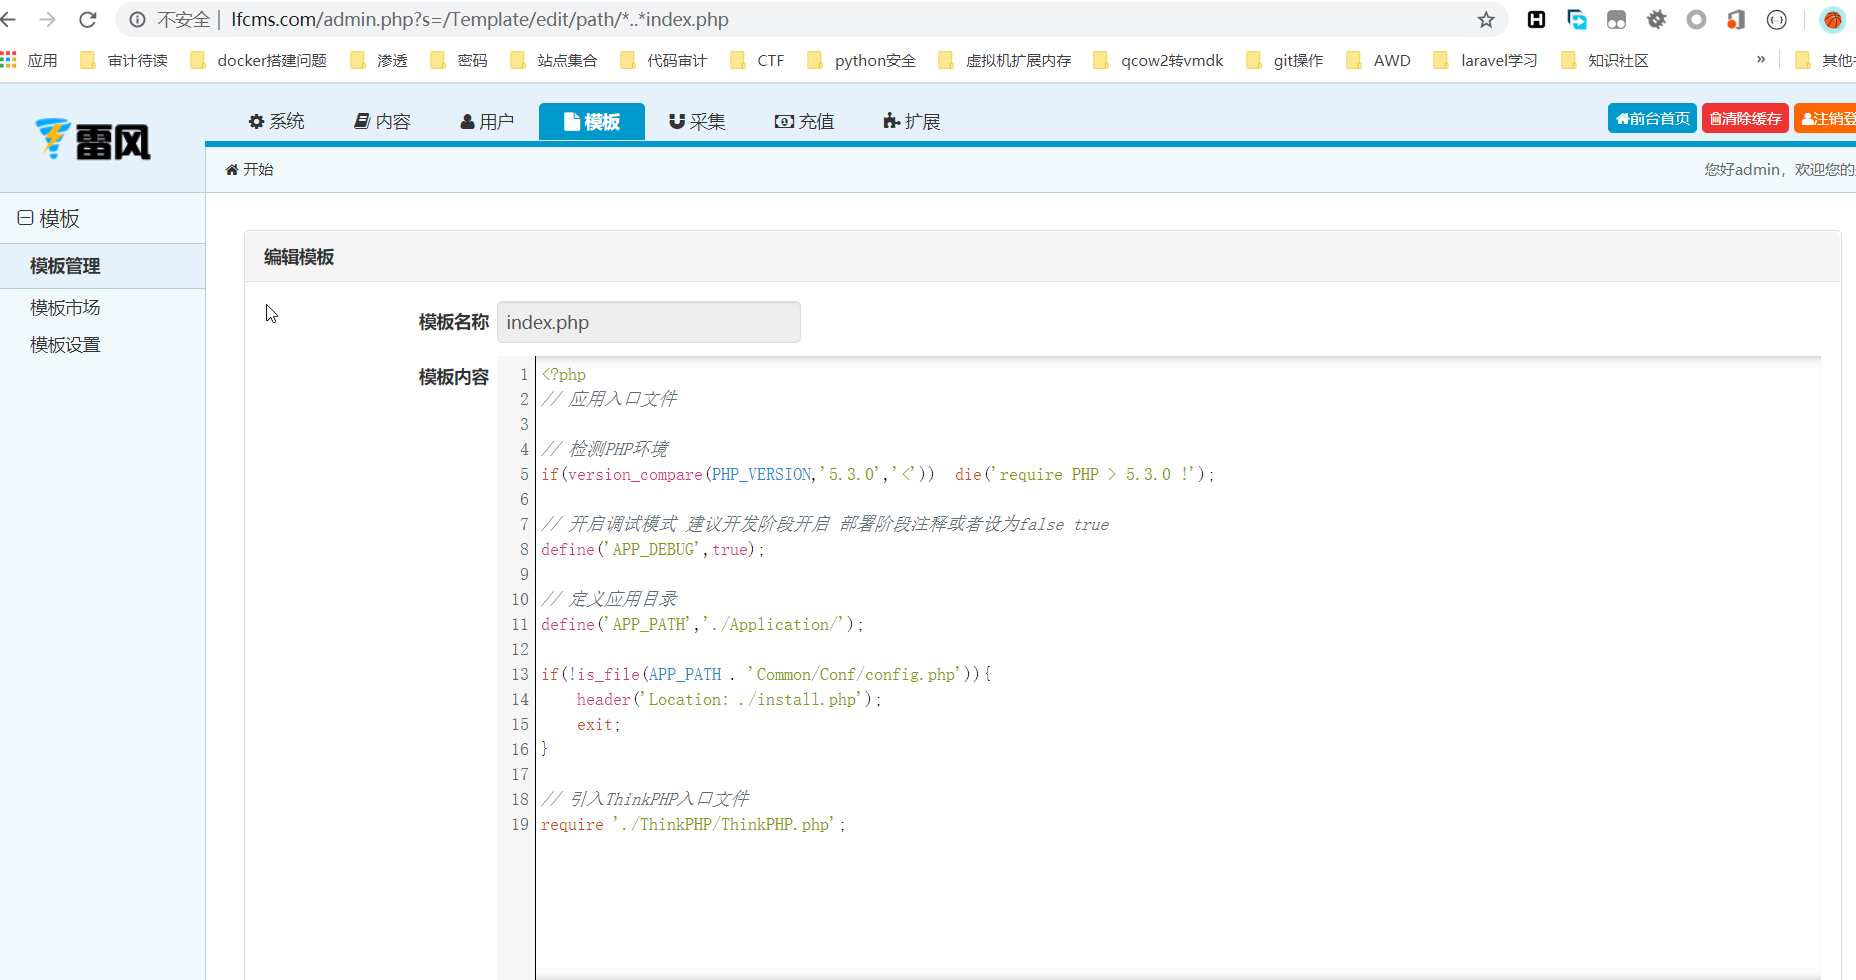 不安全 | lfcms.com/admin.php?s=/Template/edit/path/*..*index.php
应用 审计待读 docker搭建问题 渗透 密码 站点集合 代码审计 CTF python安全 虚拟机扩展内存 qcow2转vmdk git操作 AWD laravel学习 知识社区 » 其他
雷风
系统 内容 用户 模板 采集 充值 扩展
前台首页 清除缓存 注销登
开始
您好admin，欢迎您的
模板
模板管理
模板市场
模板设置
编辑模板
模板名称 index.php
模板内容
1 <?php
2 // 应用入口文件
3
4 // 检测PHP环境
5 if(version_compare(PHP_VERSION,'5.3.0','<'))  die('require PHP > 5.3.0 !');
6
7 // 开启调试模式 建议开发阶段开启 部署阶段注释或者设为false true
8 define('APP_DEBUG',true);
9
10 // 定义应用目录
11 define('APP_PATH','./Application/');
12
13 if(!is_file(APP_PATH . 'Common/Conf/config.php')){
14     header('Location: ./install.php');
15     exit;
16 }
17
18 // 引入ThinkPHP入口文件
19 require './ThinkPHP/ThinkPHP.php';